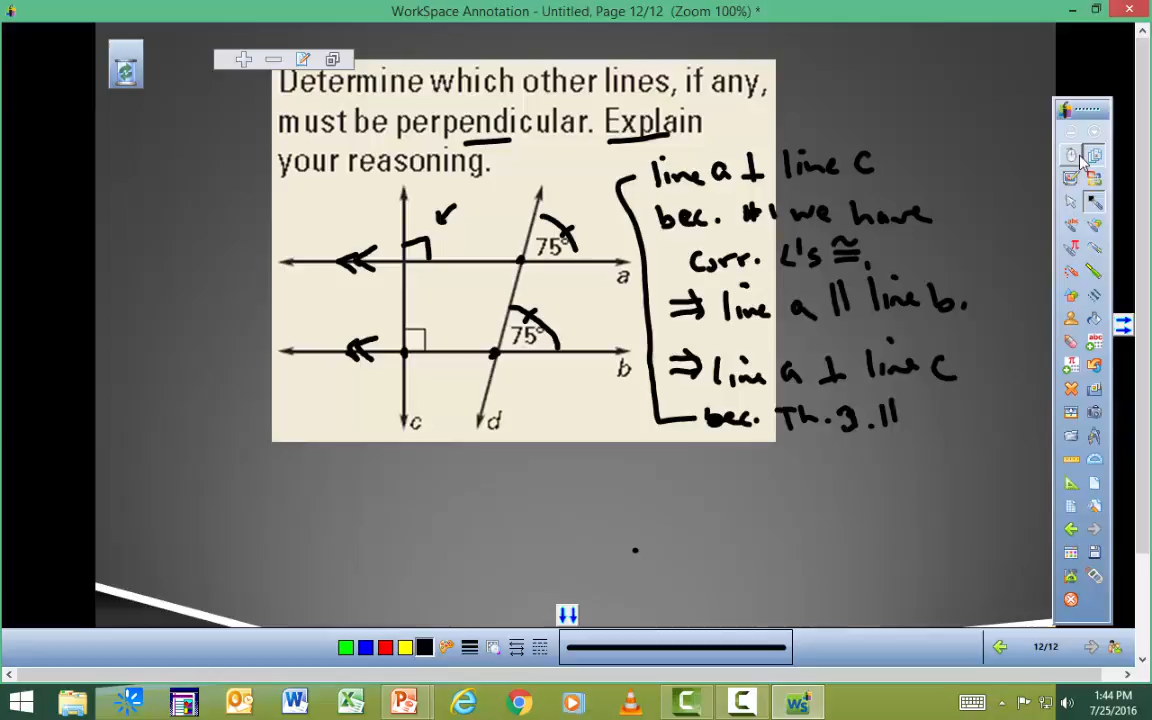 WorkSpace Annotation - Untitled, Page 12/12 (Zoom 100%) *
Determine which other lines, if any,
must be perpendicular. Explain
your reasoning.
line a ⊥ line c
bec. #1 we have
corr. ∠'s ≅.
⇒ line a || line b.
⇒ line a ⊥ line c
bec. Th. 3.11
75°
a
75°
b
c
d
12/12
1:44 PM
7/25/2016